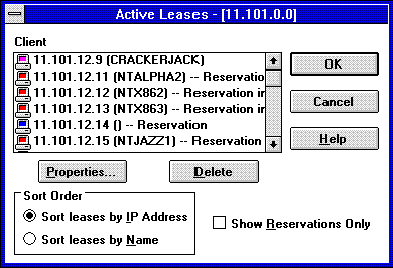 Active Leases - [11.101.0.0]
Client
11.101.12.9 (CRACKERJACK)
11.101.12.11 (NTALPHA2) -- Reservatio
11.101.12.12 (NTX862) -- Reservation in
11.101.12.13 (NTX863) -- Reservation in
11.101.12.14 () -- Reservation
11.101.12.15 (NTJAZZ1) -- Reservation
OK
Cancel
Help
Properties...
Delete
Sort Order
Sort leases by IP Address
Sort leases by Name
Show Reservations Only